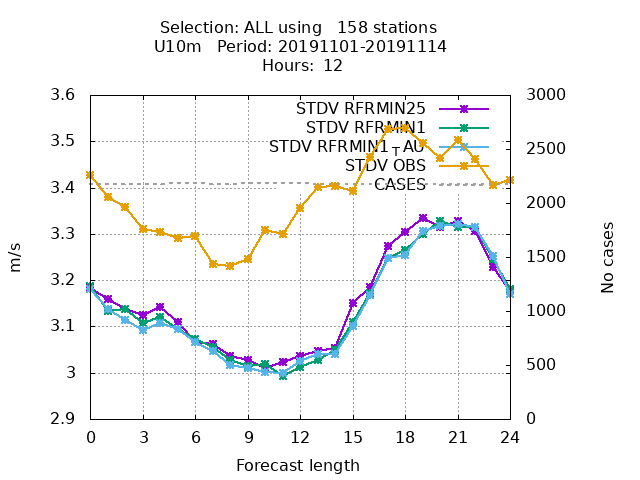 Selection: ALL using   158 stations
U10m   Period: 20191101-20191114
Hours:  12
STDV RFRMIN25
STDV RFRMIN1
STDV RFRMIN1┬AU
STDV OBS
CASES
3.6
3.5
3.4
3.3
3.2
3.1
3
2.9
m/s
3000
2500
2000
1500
1000
500
0
No cases
0 3 6 9 12 15 18 21 24
Forecast length